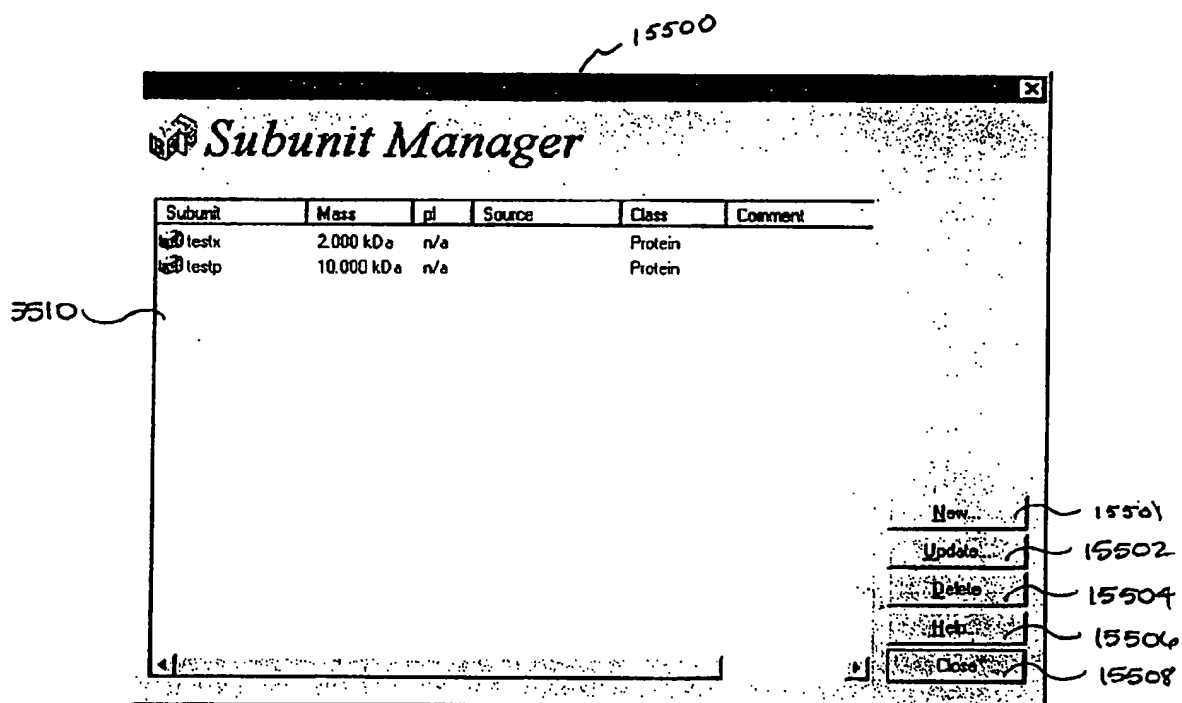 15500
Subunit Manager
Subunit Mass pI Source Class Comment
testx 2.000 kDa n/a Protein
testp 10.000 kDa n/a Protein
3510
New... 15501
Update... 15502
Delete 15504
Help... 15506
Close 15508